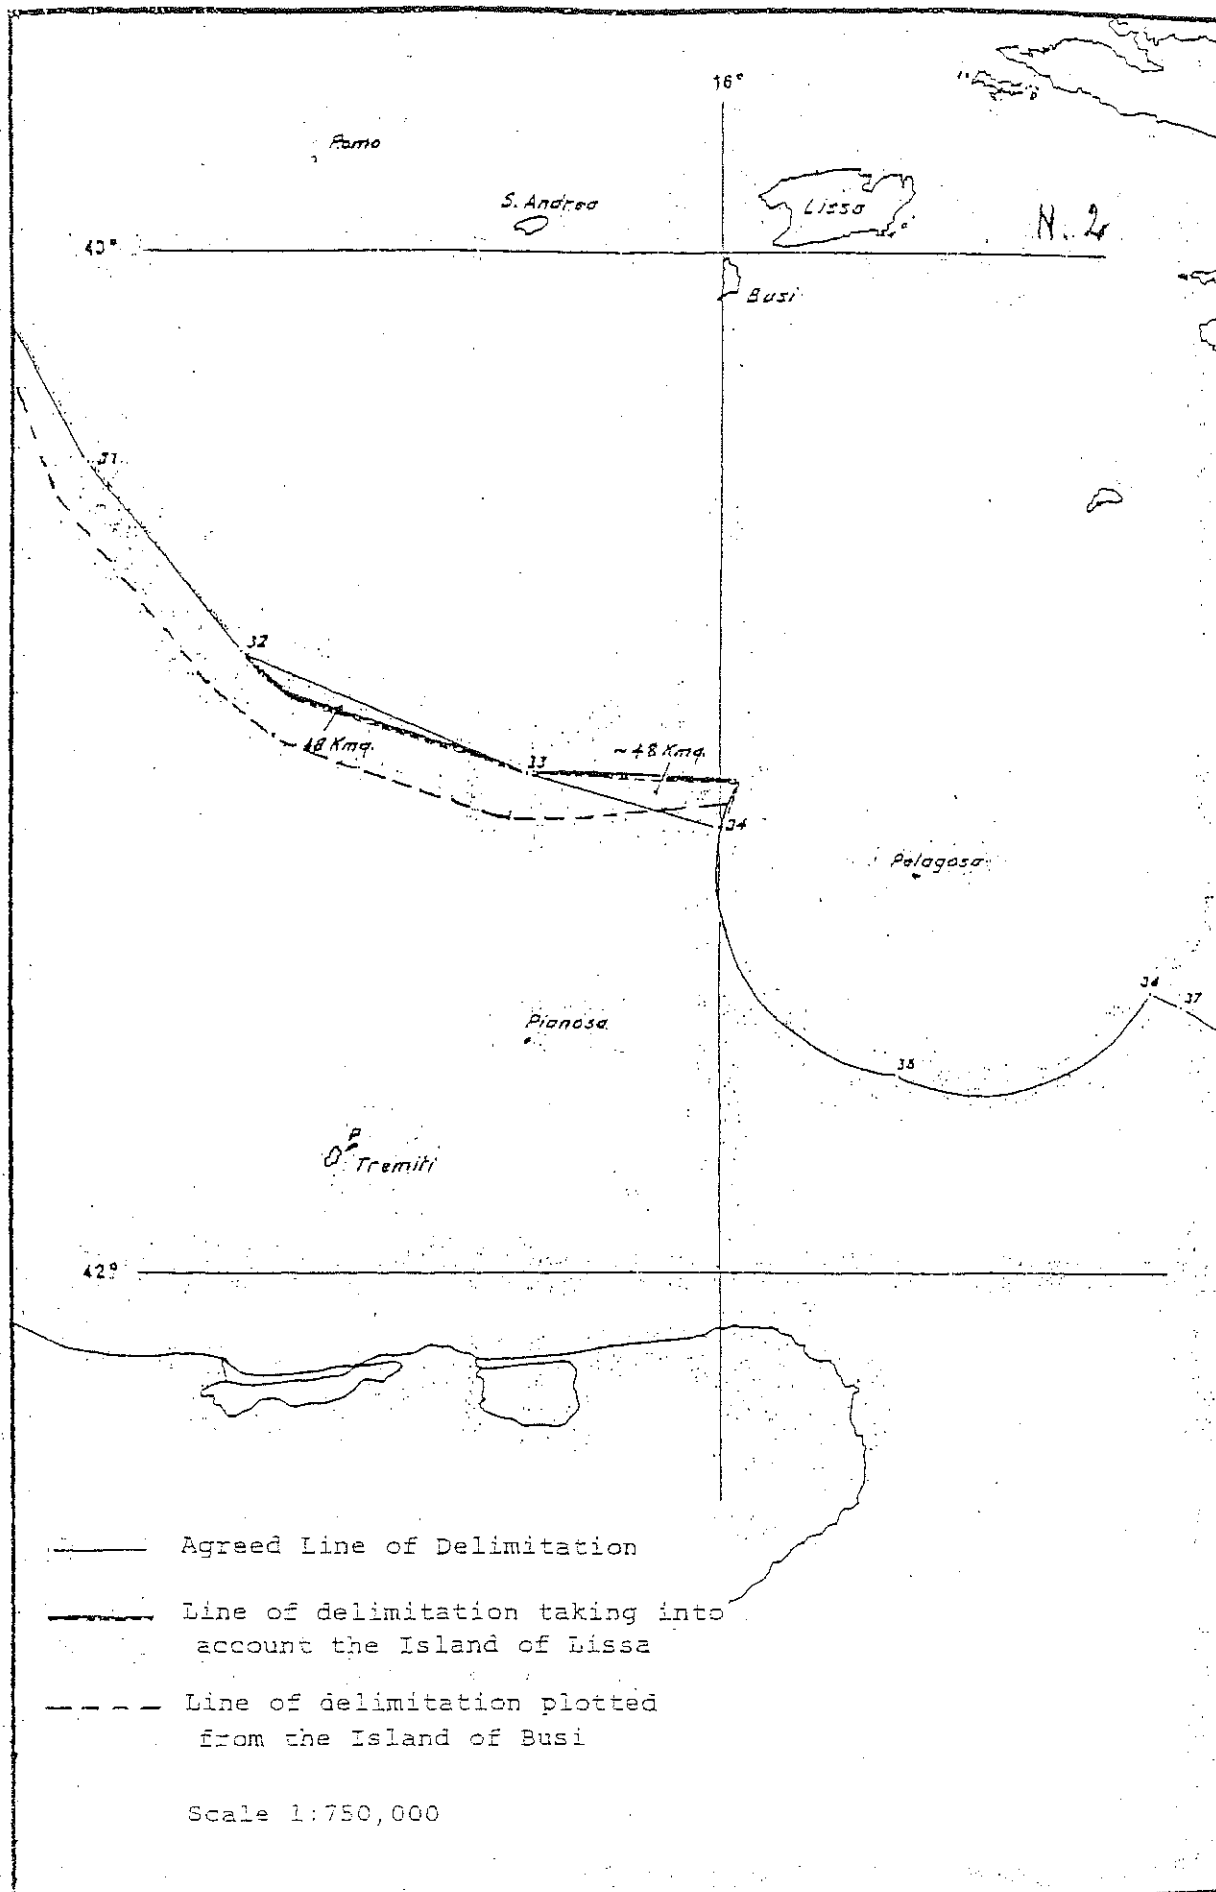 16°
Pomo
S. Andrea
Lissa
N. 2
43°
Busi
31
32
48 Kmq.
33
~48 Kmq.
34
Pelagosa
36
37
Pianosa
35
P
Tremiti
42°
Agreed Line of Delimitation
Line of delimitation taking into
account the Island of Lissa
Line of delimitation plotted
from the Island of Busi
Scale 1:750,000